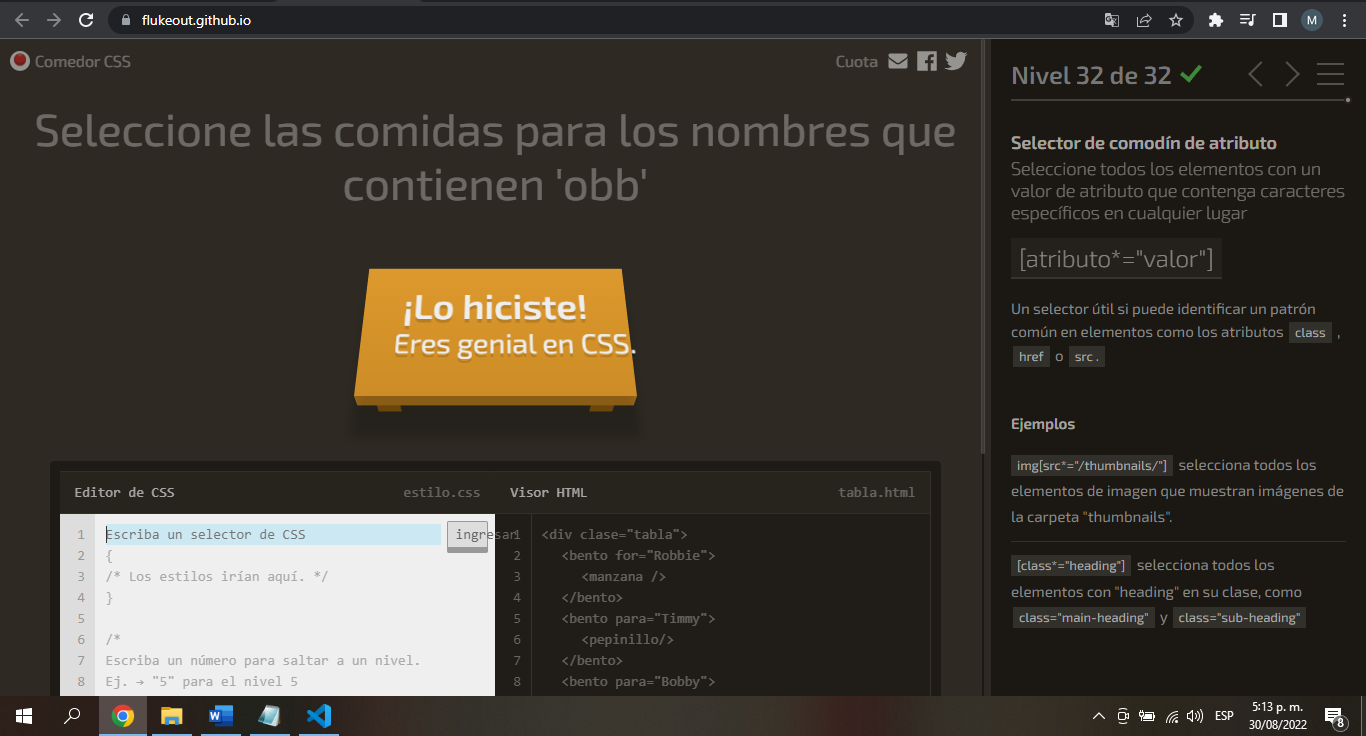 flukeout.github.io
M
Comedor CSS
Cuota
Seleccione las comidas para los nombres que
contienen 'obb'
¡Lo hiciste!
Eres genial en CSS.
Editor de CSS
estilo.css
1 Escriba un selector de CSS
ingresar
2 {
3 /* Los estilos irían aquí. */
4 }
5
6 /*
7 Escriba un número para saltar a un nivel.
8 Ej. → "5" para el nivel 5
Visor HTML
tabla.html
1 <div clase="tabla">
2 <bento for="Robbie">
3 <manzana />
4 </bento>
5 <bento para="Timmy">
6 <pepinillo/>
7 </bento>
8 <bento para="Bobby">
Nivel 32 de 32
Selector de comodín de atributo
Seleccione todos los elementos con un
valor de atributo que contenga caracteres
específicos en cualquier lugar
[atributo*="valor"]
Un selector útil si puede identificar un patrón
común en elementos como los atributos class ,
href o src .
Ejemplos
img[src*="/thumbnails/"] selecciona todos los
elementos de imagen que muestran imágenes de
la carpeta "thumbnails".
[class*="heading"] selecciona todos los
elementos con "heading" en su clase, como
class="main-heading" y class="sub-heading"
ESP
5:13 p. m.
30/08/2022
8